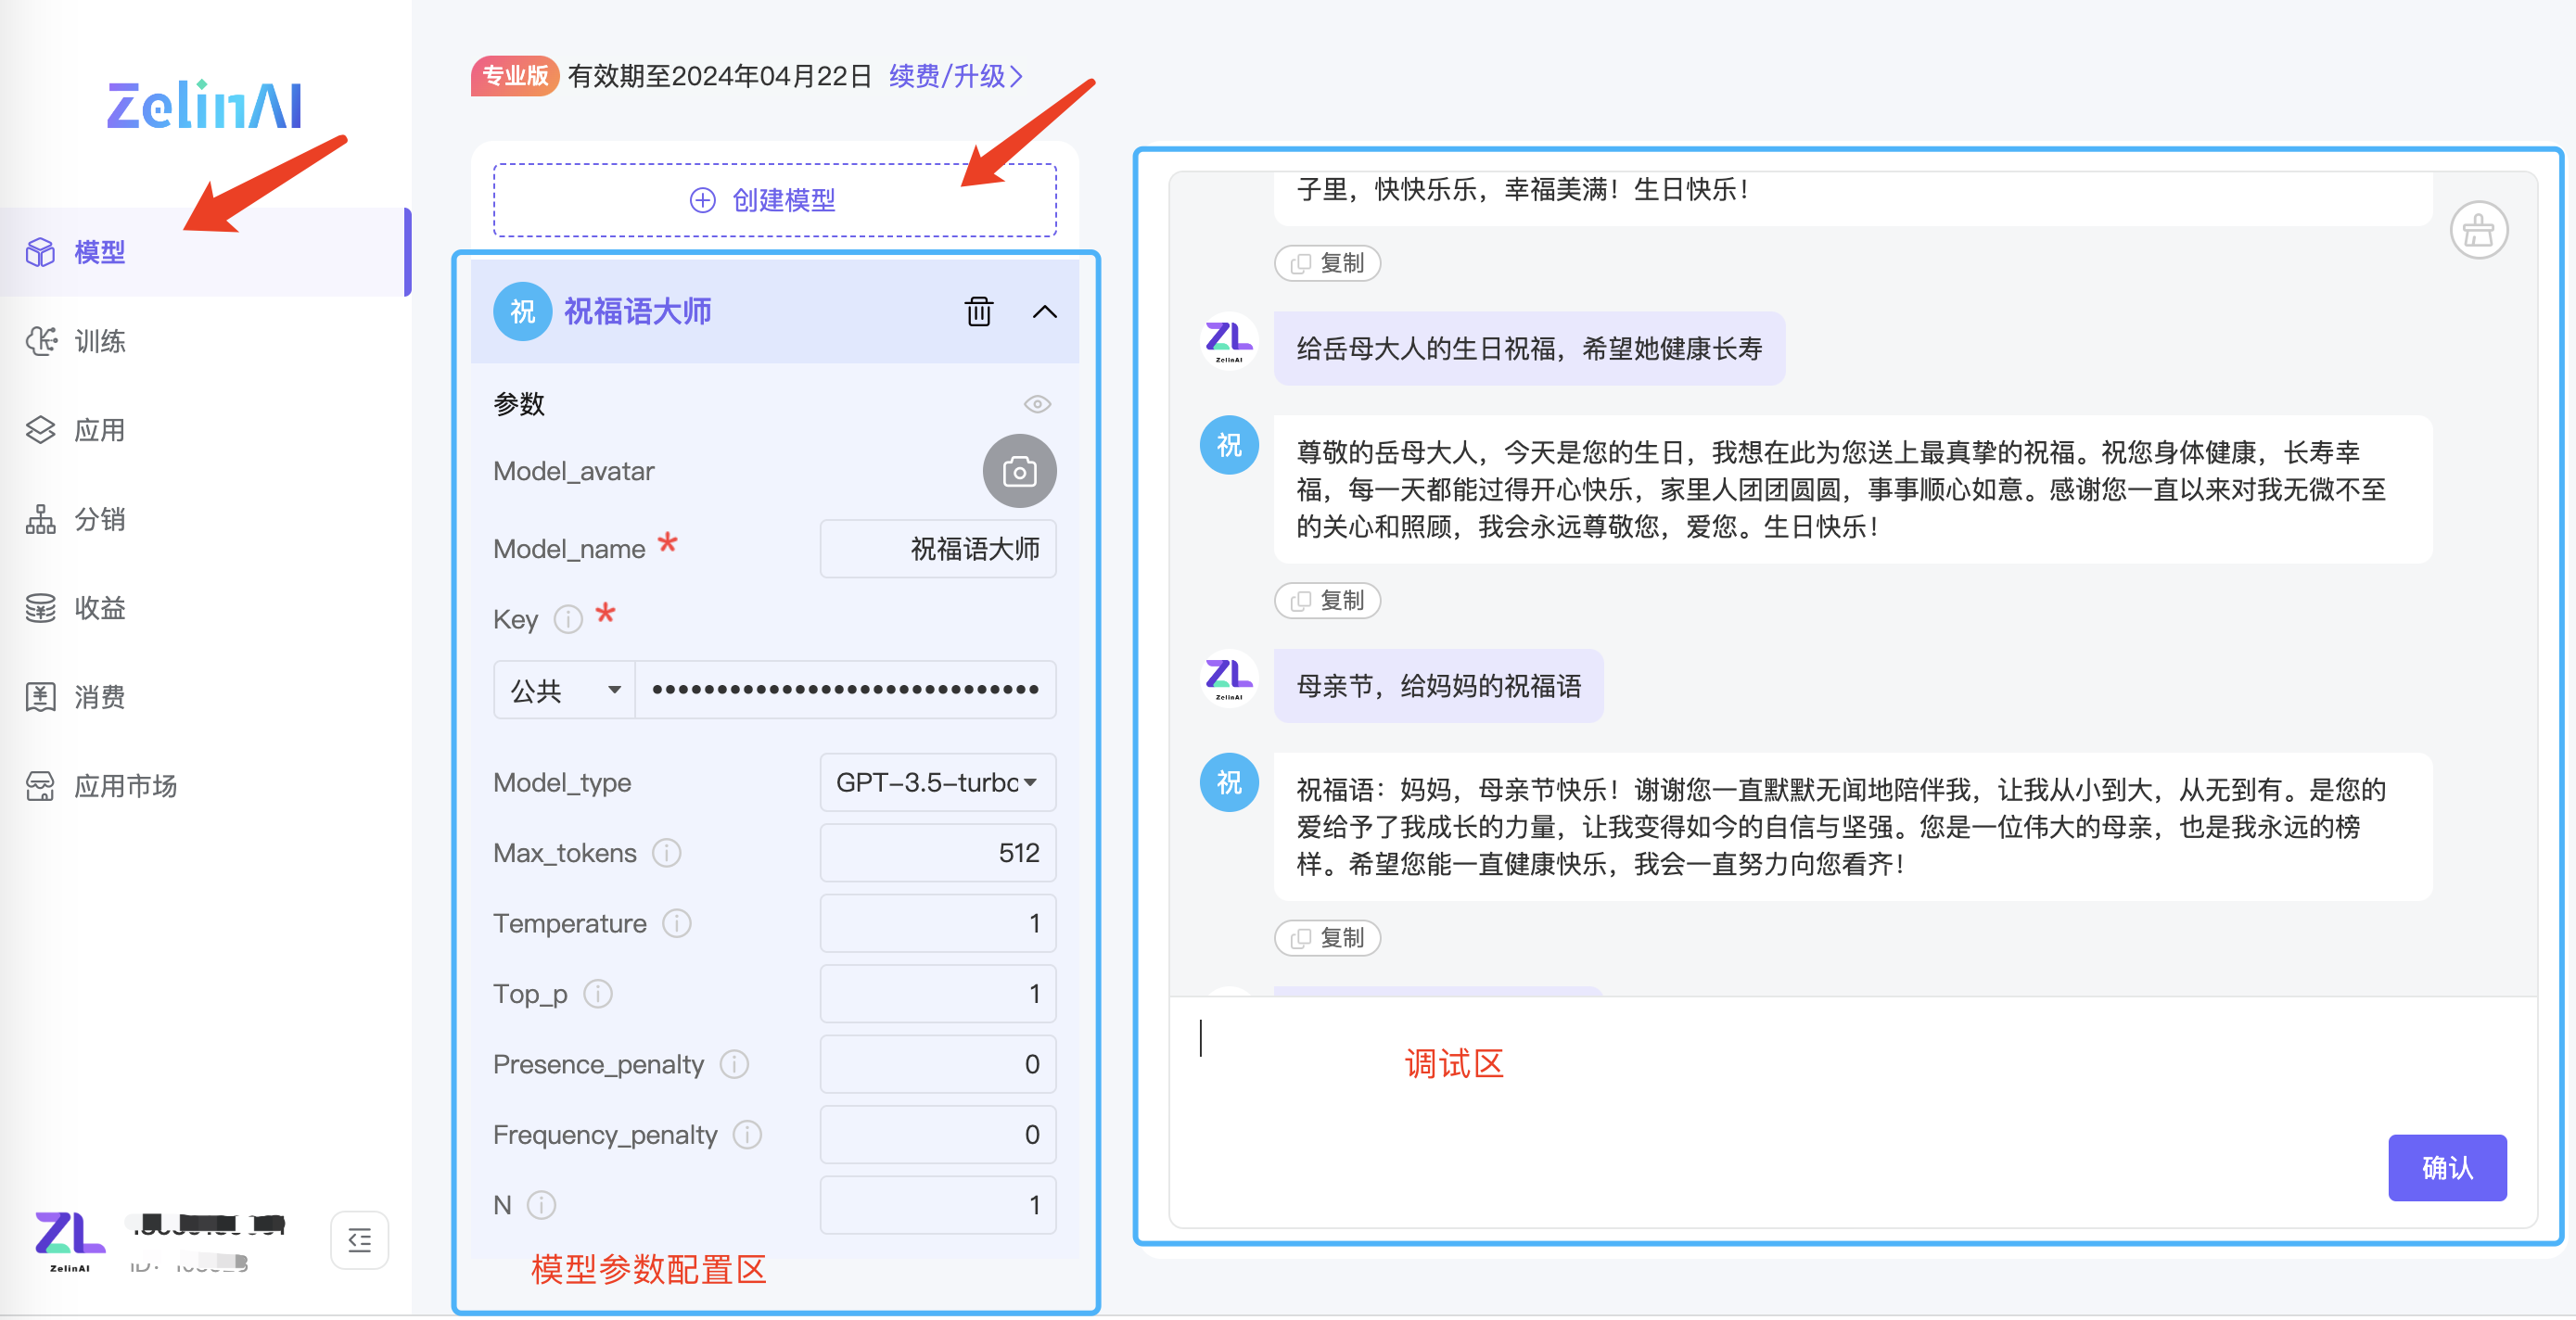 ZelinAI
模型
训练
应用
分销
收益
消费
应用市场
ZL
ZelinAI
专业版 有效期至2024年04月22日 续费/升级>
创建模型
祝 祝福语大师
参数
Model_avatar
Model_name * 祝福语大师
Key *
公共 ••••••••••••••••••••••••••••••
Model_type GPT-3.5-turbo
Max_tokens 512
Temperature 1
Top_p 1
Presence_penalty 0
Frequency_penalty 0
N 1
模型参数配置区
子里，快快乐乐，幸福美满！生日快乐！
复制
ZL
ZelinAI
给岳母大人的生日祝福，希望她健康长寿
祝
尊敬的岳母大人，今天是您的生日，我想在此为您送上最真挚的祝福。祝您身体健康，长寿幸
福，每一天都能过得开心快乐，家里人团团圆圆，事事顺心如意。感谢您一直以来对我无微不至
的关心和照顾，我会永远尊敬您，爱您。生日快乐！
复制
ZL
ZelinAI
母亲节，给妈妈的祝福语
祝
祝福语：妈妈，母亲节快乐！谢谢您一直默默无闻地陪伴我，让我从小到大，从无到有。是您的
爱给予了我成长的力量，让我变得如今的自信与坚强。您是一位伟大的母亲，也是我永远的榜
样。希望您能一直健康快乐，我会一直努力向您看齐！
复制
调试区
确认